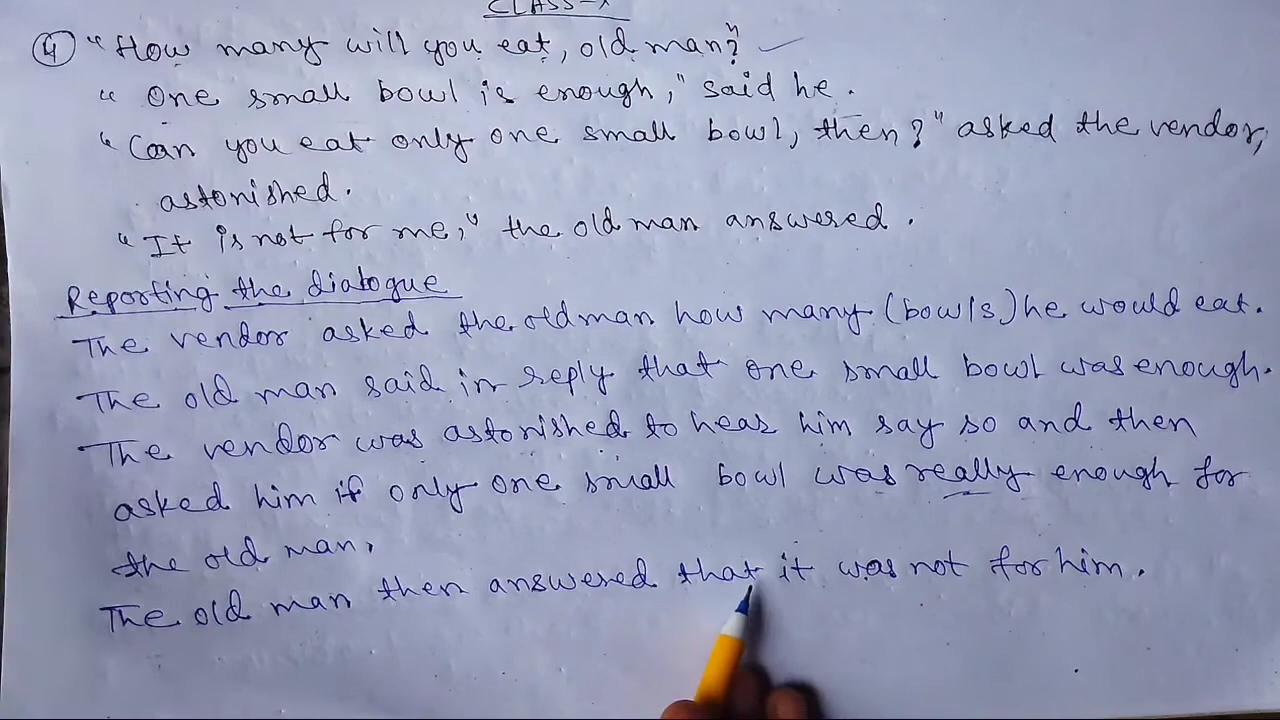 CLASS-X
④ "How many will you eat, old man?"
"One small bowl is enough," said he.
"Can you eat only one small bowl, then?" asked the vendor,
astonished.
"It is not for me," the old man answered.
Reporting the dialogue
The vendor asked the old man how many (bowls) he would eat.
The old man said in reply that one small bowl was enough.
The vendor was astonished to hear him say so and then
asked him if only one small bowl was really enough for
the old man.
The old man then answered that it was not for him.